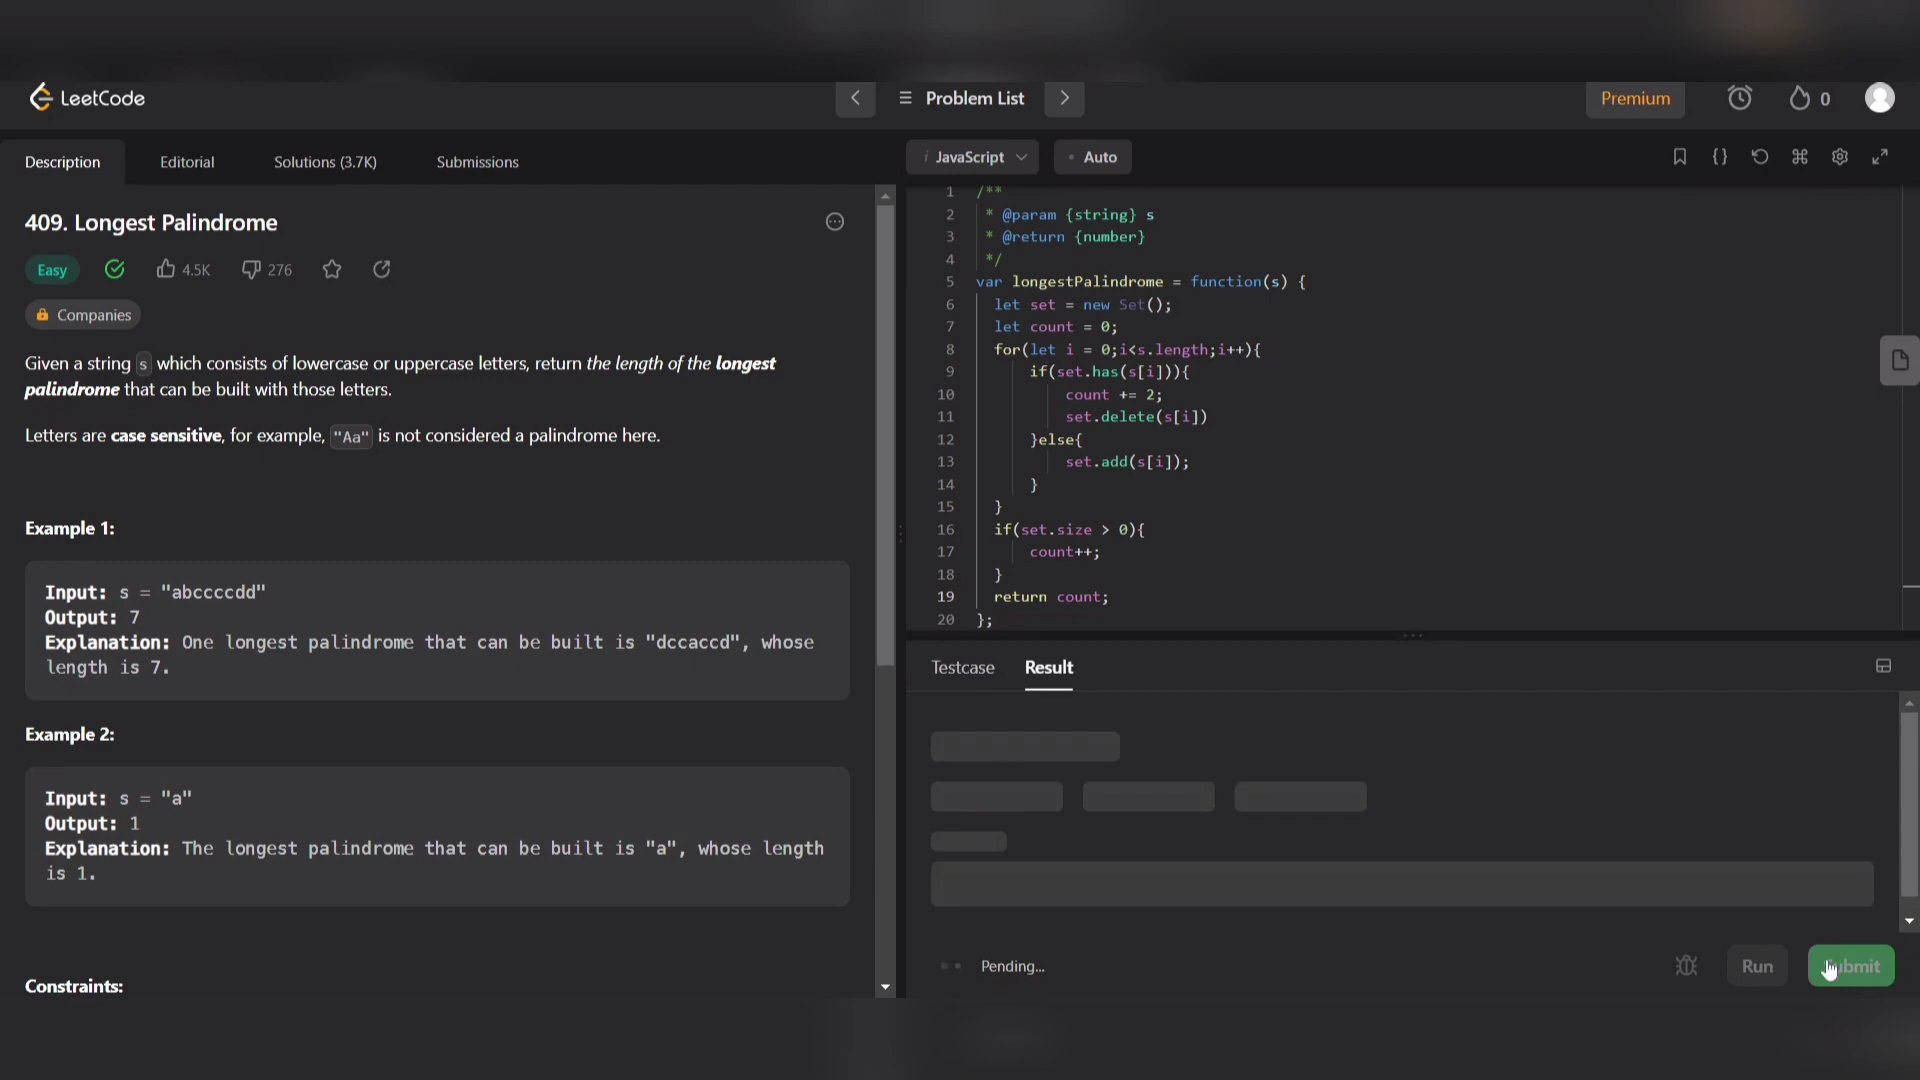 LeetCode
Problem List
Premium
0
Description
Editorial
Solutions (3.7K)
Submissions
409. Longest Palindrome
Easy
4.5K
276
Companies
Given a string s which consists of lowercase or uppercase letters, return the length of the longest
palindrome that can be built with those letters.
Letters are case sensitive, for example, "Aa" is not considered a palindrome here.
Example 1:
Input: s = "abccccdd"
Output: 7
Explanation: One longest palindrome that can be built is "dccaccd", whose
length is 7.
Example 2:
Input: s = "a"
Output: 1
Explanation: The longest palindrome that can be built is "a", whose length
is 1.
Constraints:
i JavaScript
Auto
1 /**
2 * @param {string} s
3 * @return {number}
4 */
5 var longestPalindrome = function(s) {
6 let set = new Set();
7 let count = 0;
8 for(let i = 0;i<s.length;i++){
9 if(set.has(s[i])){
10 count += 2;
11 set.delete(s[i])
12 }else{
13 set.add(s[i]);
14 }
15 }
16 if(set.size > 0){
17 count++;
18 }
19 return count;
20 };
Testcase
Result
Pending...
Run